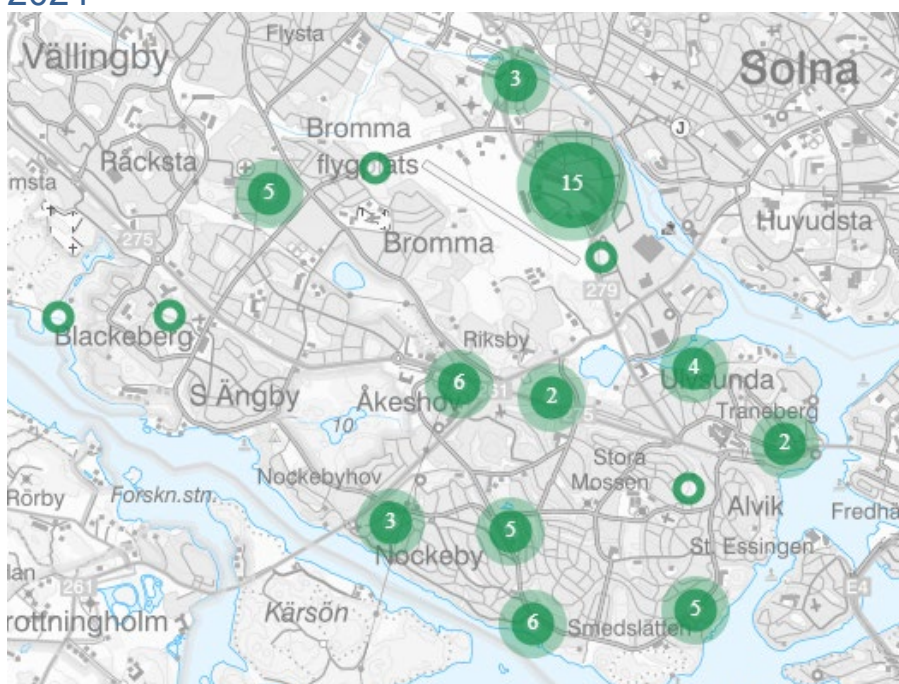 Flysta
Vällingby
3
Solna
Bromma
flygplats
J
Råcksta
15
msta
5
Huvudsta
275
Bromma
279
Blackeberg
Riksby
4
6
Ulvsunda
S Ängby
Åkeshov
2
Traneberg
10
2
Stora
Mossen
Nockebyhov
Rörby
Forskn.stn.
Alvik
Fredha
3
5
Nockeby
St. Essingen
lan
261
E4
Kärsön
5
rottningholm
6
Smedslätten